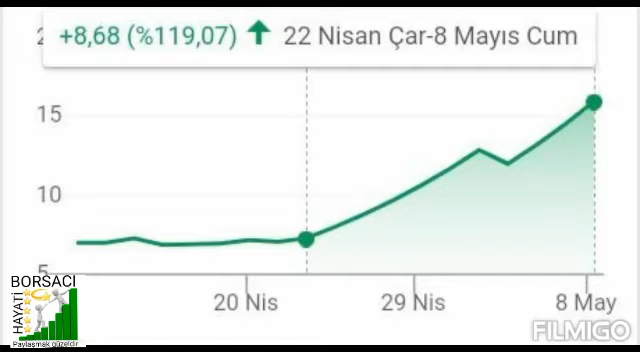 +8,68 (%119,07) ↑ 22 Nisan Çar-8 Mayıs Cum
15
10
5
20 Nis
29 Nis
8 May
BORSACI
HAYATİ
Paylaşmak güzeldir
FILMIGO